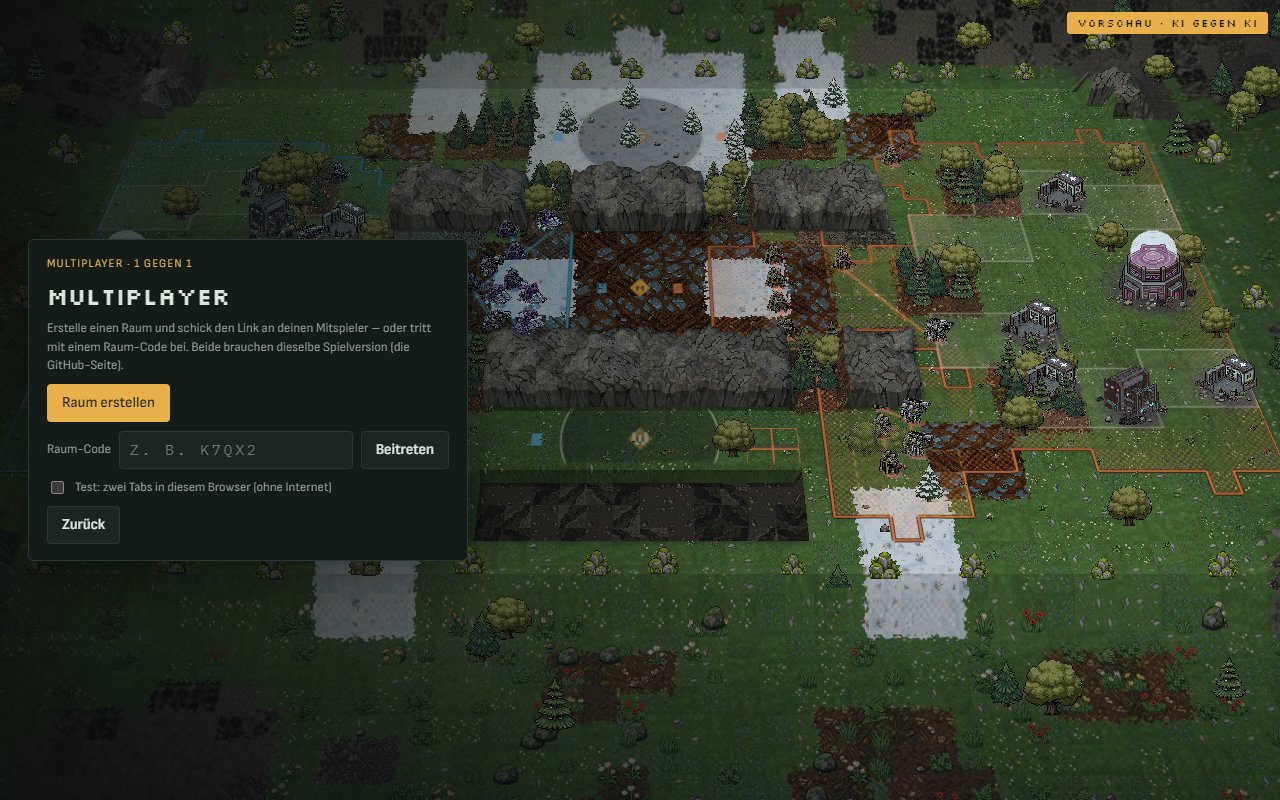 VORSCHAU · KI GEGEN KI
MULTIPLAYER · 1 GEGEN 1
MULTIPLAYER
Erstelle einen Raum und schick den Link an deinen Mitspieler – oder tritt
mit einem Raum-Code bei. Beide brauchen dieselbe Spielversion (die
GitHub-Seite).
Raum erstellen
Raum-Code Z. B. K7QX2 Beitreten
Test: zwei Tabs in diesem Browser (ohne Internet)
Zurück